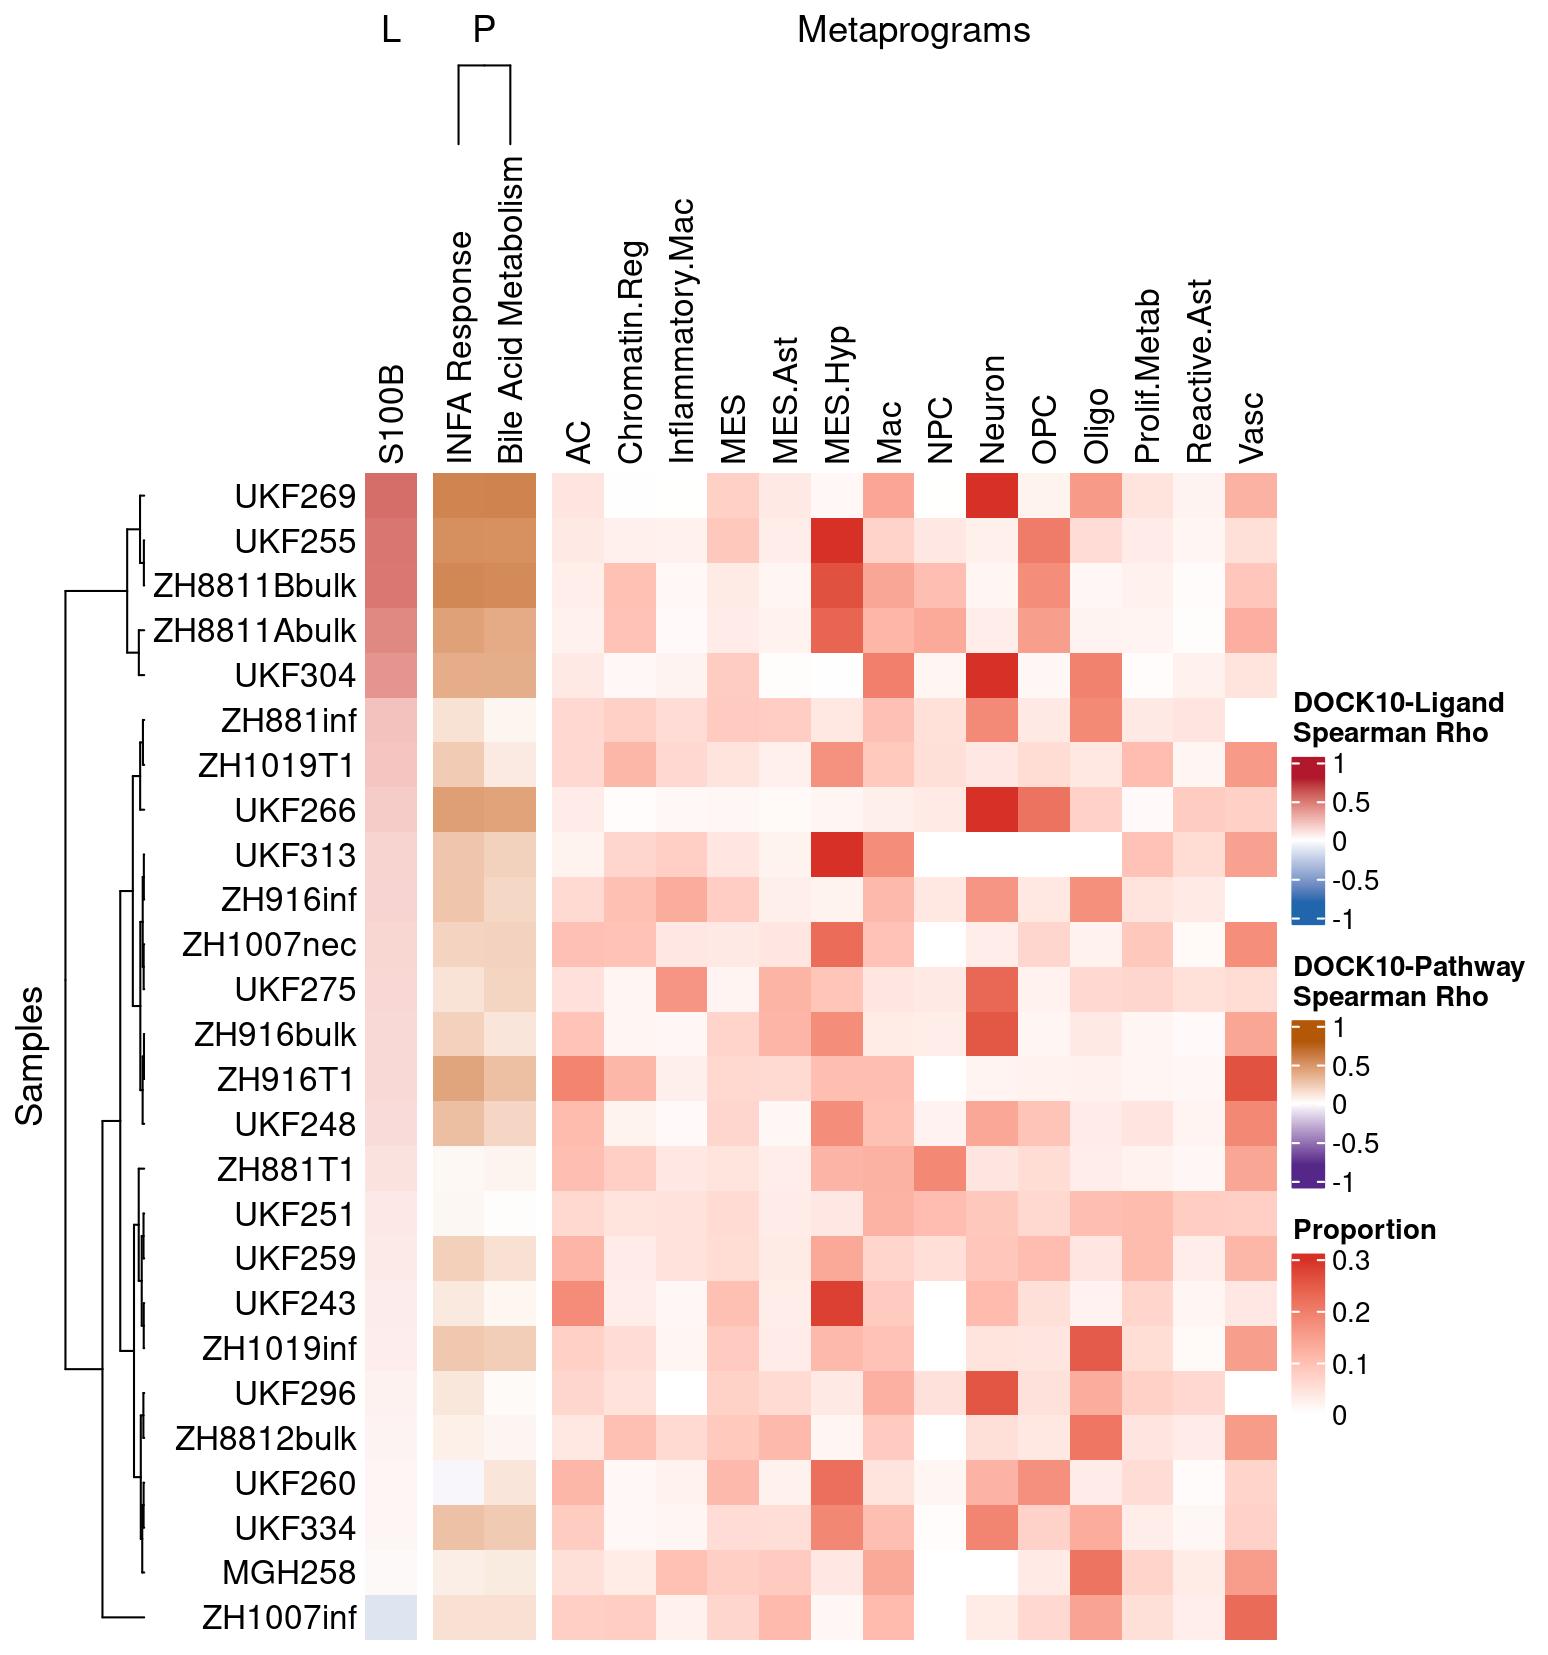 L P Metaprograms
S100B
INFA Response
Bile Acid Metabolism
AC
Chromatin.Reg
Inflammatory.Mac
MES
MES.Ast
MES.Hyp
Mac
NPC
Neuron
OPC
Oligo
Prolif.Metab
Reactive.Ast
Vasc
Samples
UKF269
UKF255
ZH8811Bbulk
ZH8811Abulk
UKF304
ZH881inf
ZH1019T1
UKF266
UKF313
ZH916inf
ZH1007nec
UKF275
ZH916bulk
ZH916T1
UKF248
ZH881T1
UKF251
UKF259
UKF243
ZH1019inf
UKF296
ZH8812bulk
UKF260
UKF334
MGH258
ZH1007inf
DOCK10-Ligand
Spearman Rho
1
0.5
0
-0.5
-1
DOCK10-Pathway
Spearman Rho
1
0.5
0
-0.5
-1
Proportion
0.3
0.2
0.1
0